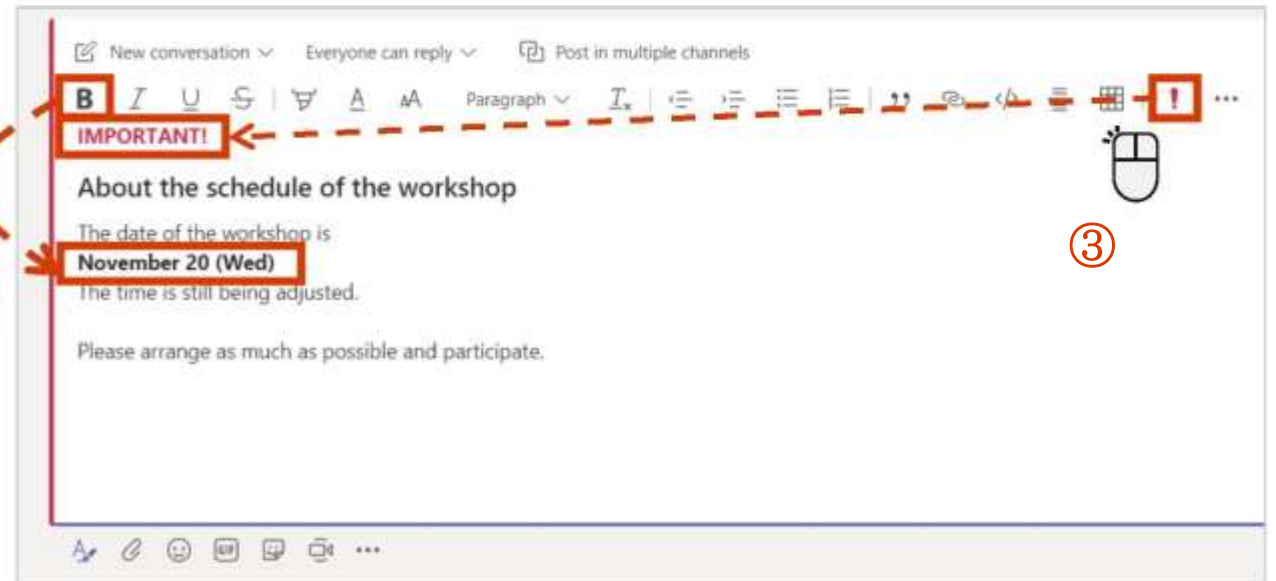 New conversation Everyone can reply Post in multiple channels
B I U S A AA Paragraph
IMPORTANT!
About the schedule of the workshop
The date of the workshop is
November 20 (Wed)
The time is still being adjusted.
Please arrange as much as possible and participate.
③
GIF